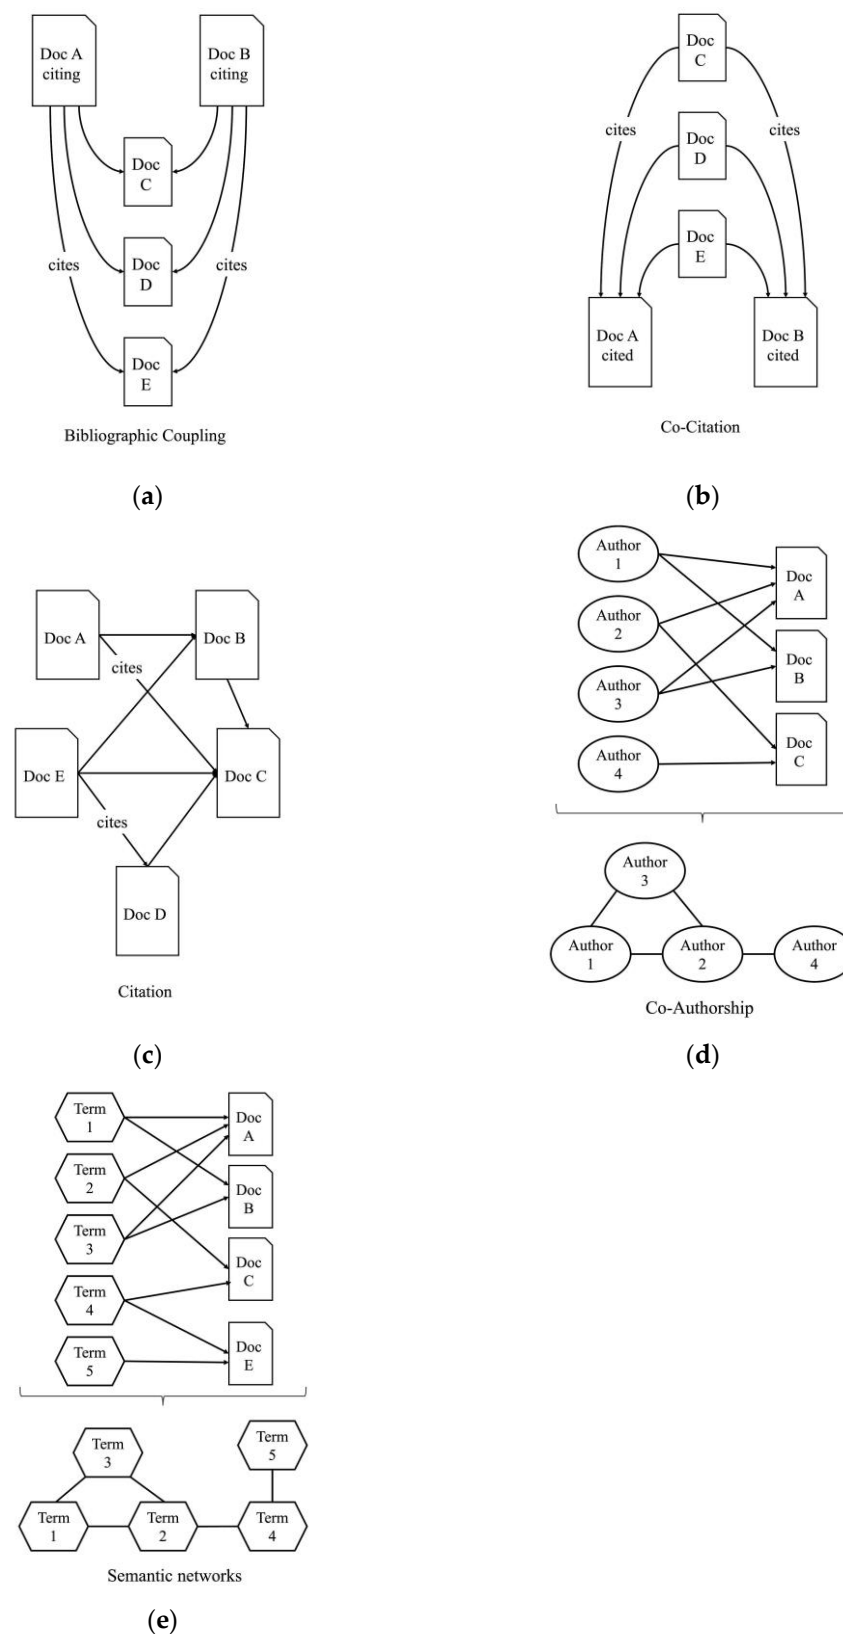 Doc A
citing
Doc B
citing
Doc
C
Doc
D
cites
cites
Doc
E
Bibliographic Coupling
(a)
Doc
C
cites
cites
Doc
D
Doc
E
Doc A
cited
Doc B
cited
Co-Citation
(b)
Doc A
Doc B
cites
Doc E
Doc C
cites
Doc D
Citation
(c)
Author
1
Author
2
Author
3
Author
4
Doc
A
Doc
B
Doc
C
Author
3
Author
1
Author
2
Author
4
Co-Authorship
(d)
Term
1
Term
2
Term
3
Term
4
Term
5
Doc
A
Doc
B
Doc
C
Doc
E
Term
3
Term
5
Term
1
Term
2
Term
4
Semantic networks
(e)